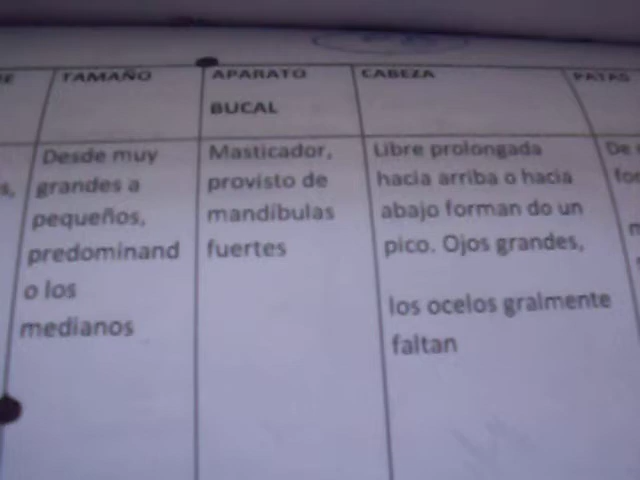 TAMAÑO
Desde muy
grandes a
pequeños,
predominand
o los
medianos
APARATO
BUCAL
Masticador,
provisto de
mandíbulas
fuertes
CABEZA
Libre prolongada
hacia arriba o hacia
abajo forman do un
pico. Ojos grandes,
los ocelos gralmente
faltan
PATAS
De